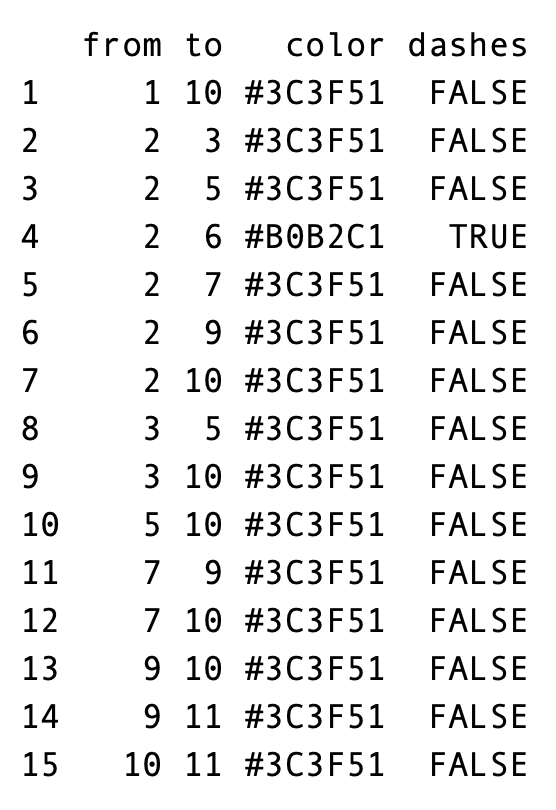 from to color dashes
1 1 10 #3C3F51 FALSE
2 2 3 #3C3F51 FALSE
3 2 5 #3C3F51 FALSE
4 2 6 #B0B2C1 TRUE
5 2 7 #3C3F51 FALSE
6 2 9 #3C3F51 FALSE
7 2 10 #3C3F51 FALSE
8 3 5 #3C3F51 FALSE
9 3 10 #3C3F51 FALSE
10 5 10 #3C3F51 FALSE
11 7 9 #3C3F51 FALSE
12 7 10 #3C3F51 FALSE
13 9 10 #3C3F51 FALSE
14 9 11 #3C3F51 FALSE
15 10 11 #3C3F51 FALSE